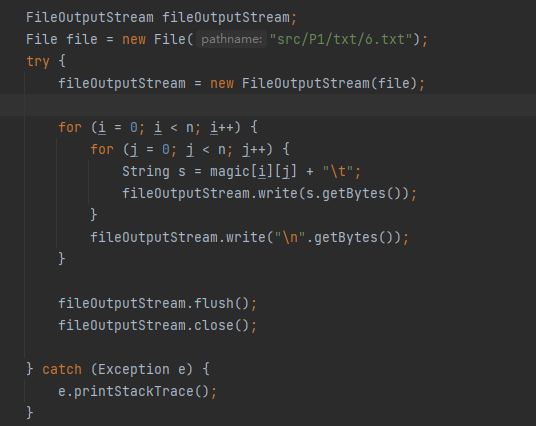 FileOutputStream fileOutputStream;
File file = new File( pathname: "src/P1/txt/6.txt");
try {
fileOutputStream = new FileOutputStream(file);
for (i = 0; i < n; i++) {
for (j = 0; j < n; j++) {
String s = magic[i][j] + "\t";
fileOutputStream.write(s.getBytes());
}
fileOutputStream.write("\n".getBytes());
}
fileOutputStream.flush();
fileOutputStream.close();
} catch (Exception e) {
e.printStackTrace();
}